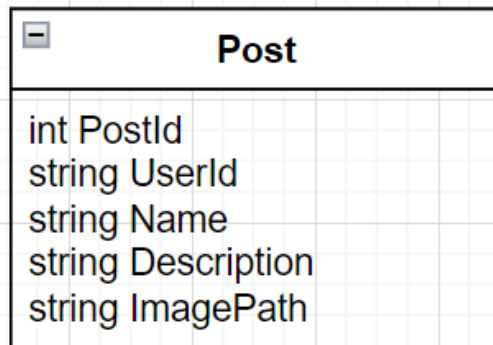 Post
int PostId
string UserId
string Name
string Description
string ImagePath